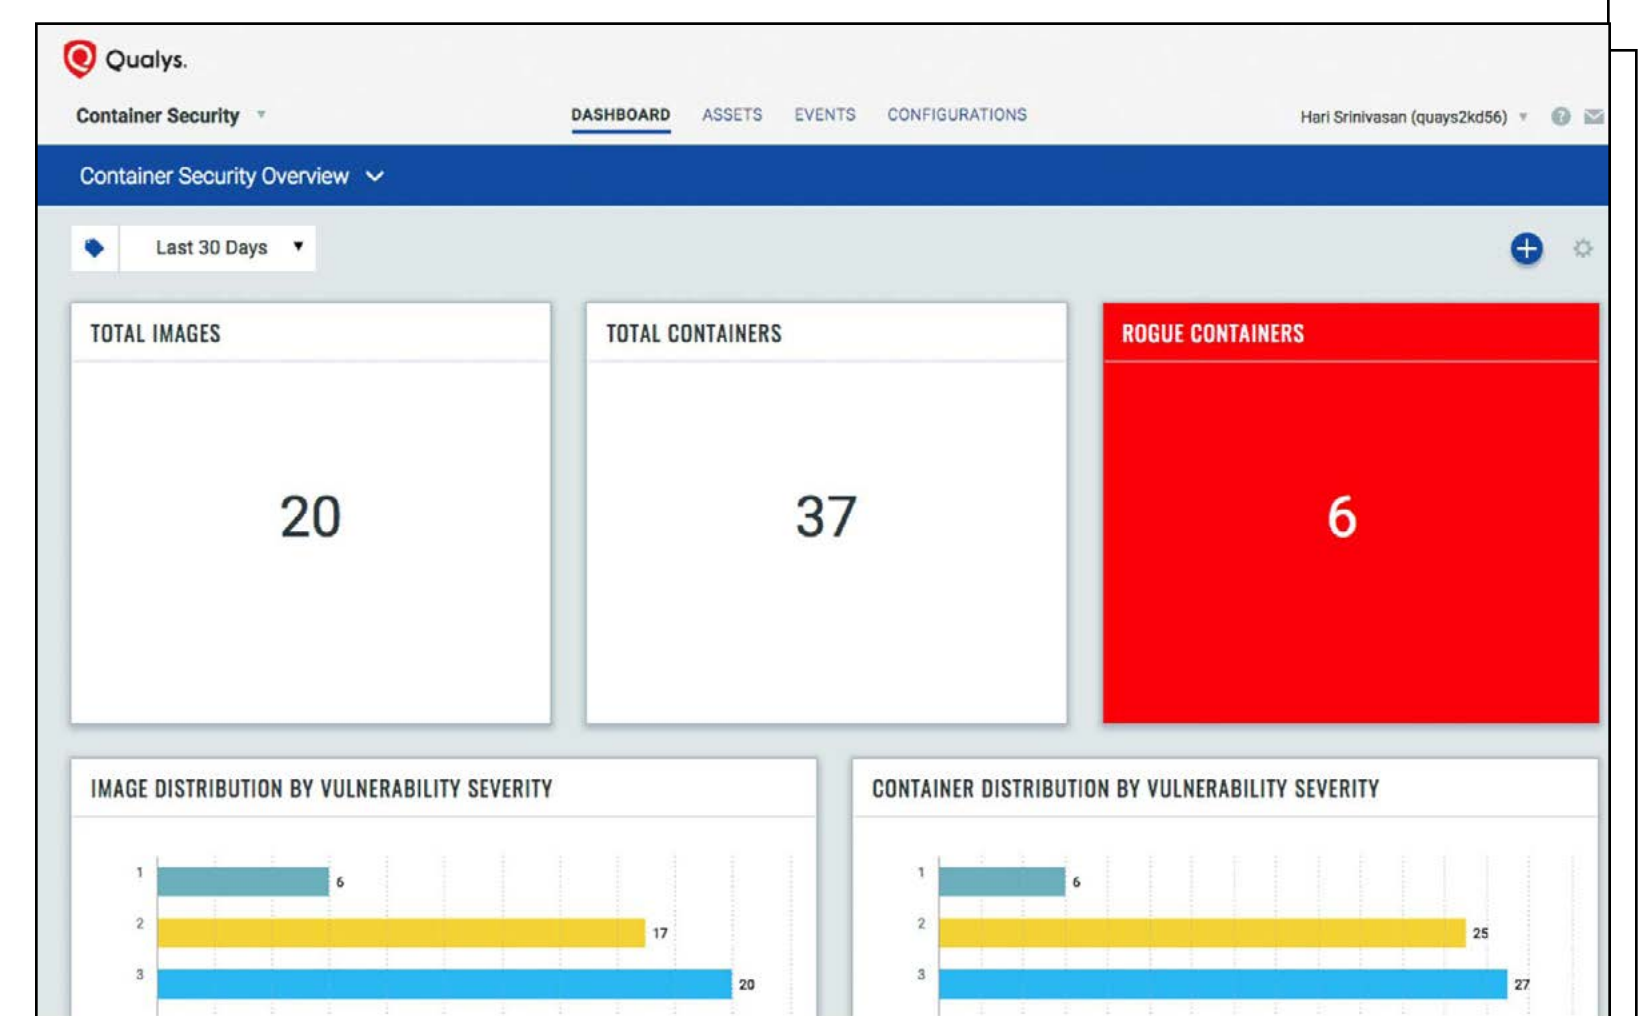 Qualys.
Container Security
DASHBOARD ASSETS EVENTS CONFIGURATIONS
Hari Srinivasan (quays2kd56)
?
Container Security Overview
Last 30 Days
TOTAL IMAGES
20
TOTAL CONTAINERS
37
ROGUE CONTAINERS
6
IMAGE DISTRIBUTION BY VULNERABILITY SEVERITY
1 6
2 17
3 20
CONTAINER DISTRIBUTION BY VULNERABILITY SEVERITY
1 6
2 25
3 27